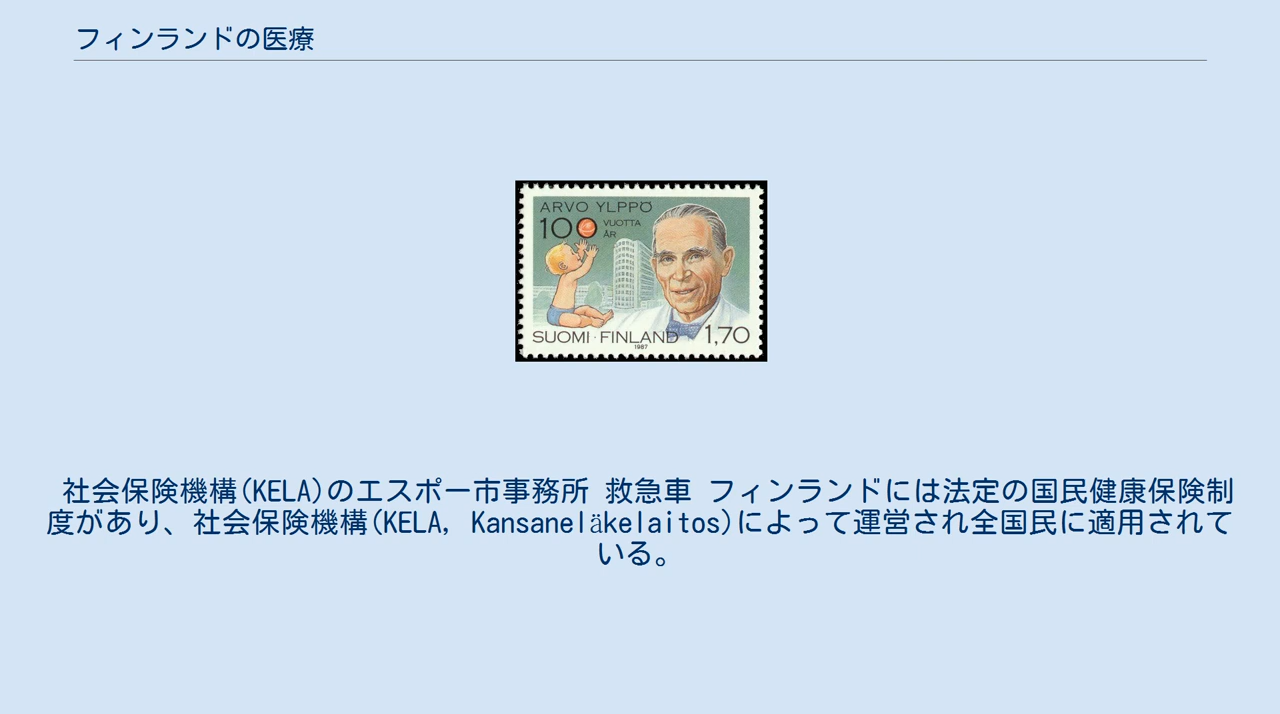 フィンランドの医療
ARVO YLPPÖ
100 VUOTTA
ÅR
SUOMI · FINLAND 1,70
1987
社会保険機構(KELA)のエスポー市事務所 救急車 フィンランドには法定の国民健康保険制
度があり、社会保険機構(KELA, Kansaneläkelaitos)によって運営され全国民に適用されて
いる。